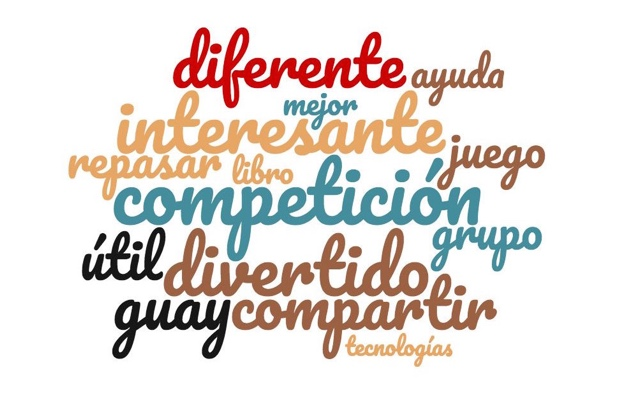 diferente
ayuda
mejor
interesante
juego
repasar
libro
competición
grupo
útil
divertido
guay
compartir
tecnologías